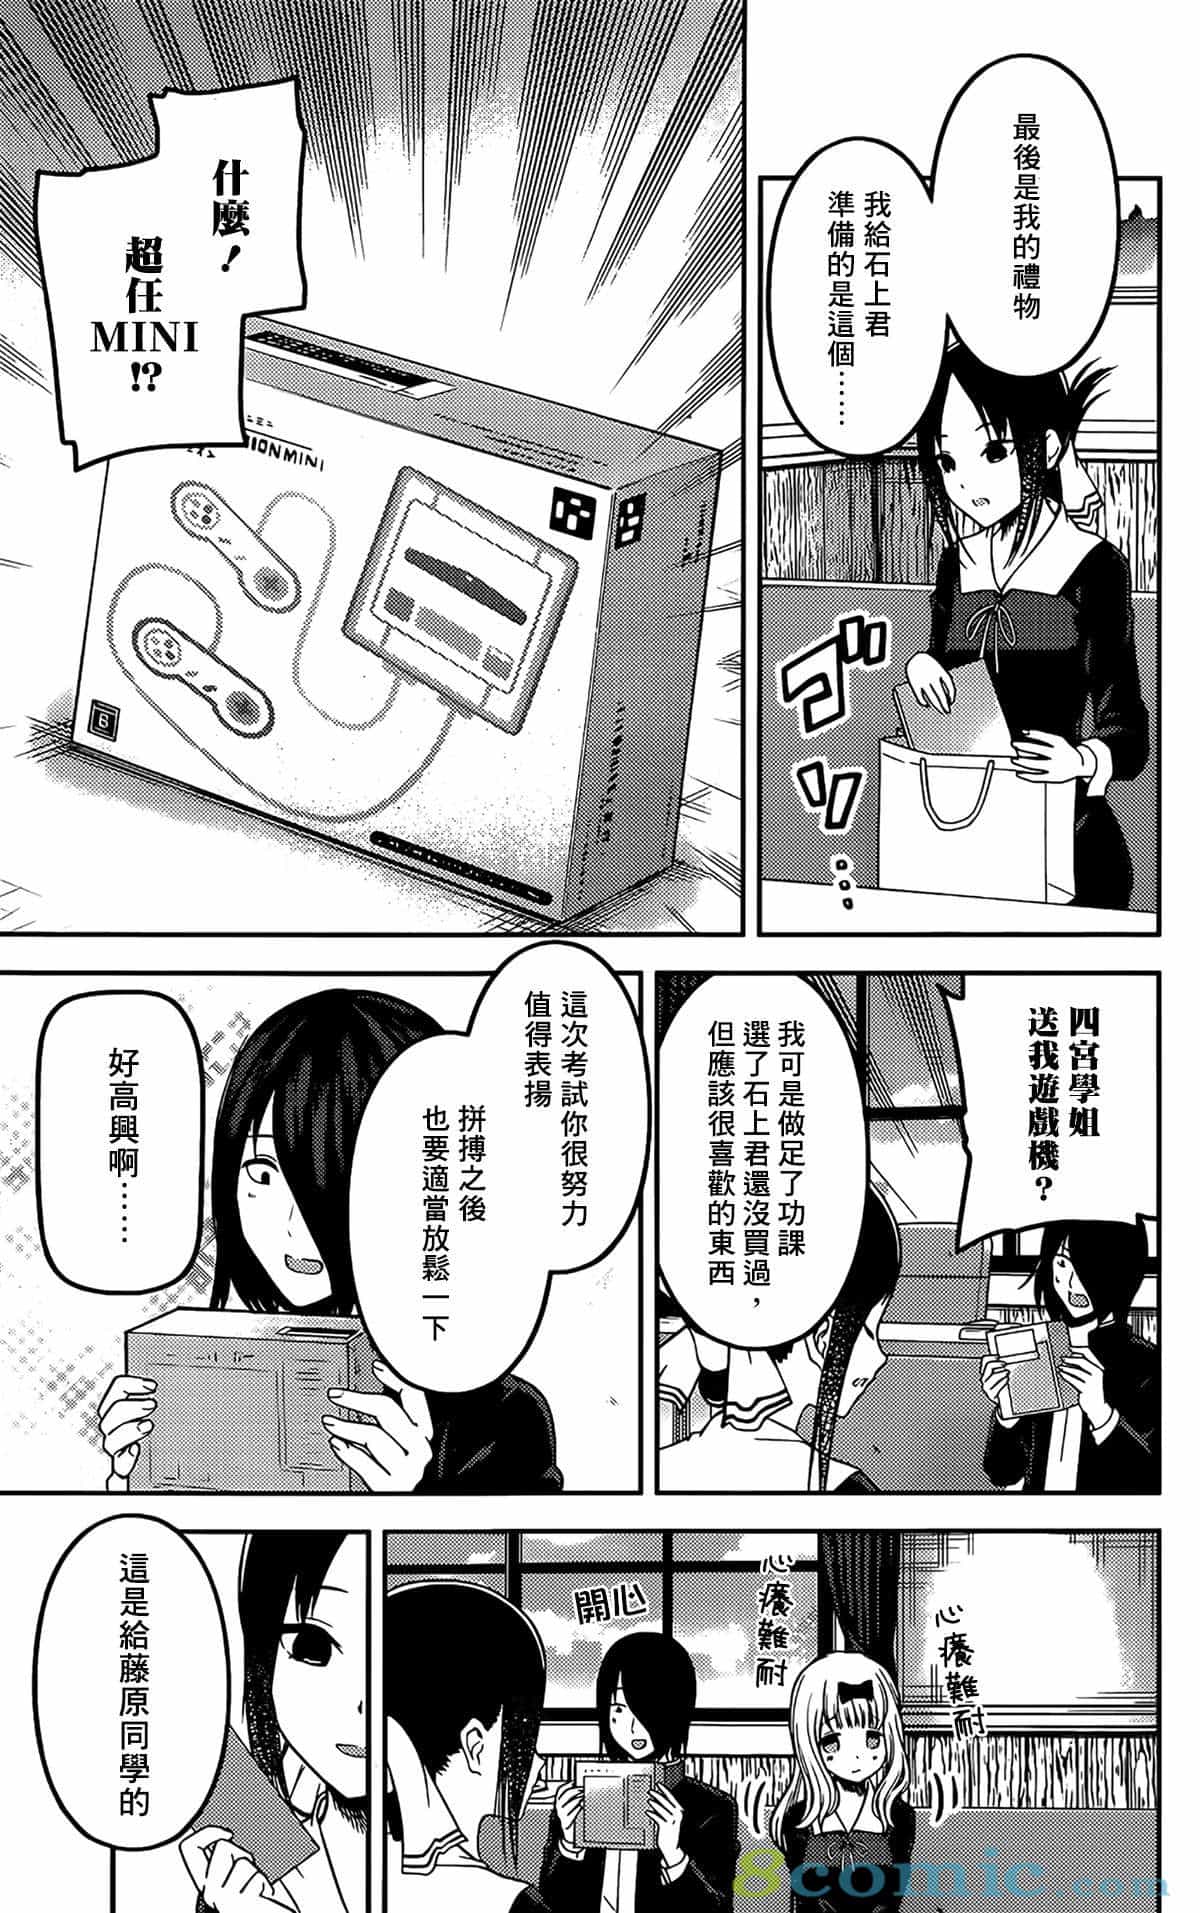 最後是我的禮物
我給石上君
準備的是這個……
ゴソ…
什麼！
超任
MINI
!?
IONMINI
B
四宮學姐
送我遊戲機？
我可是做足了功課
選了石上君還沒買過，
但應該很喜歡的東西
這次考試你很努力
值得表揚
拼搏之後
也要適當放鬆一下
好高興啊……
心癢難耐
心癢難耐
開心
這是給藤原同學的
8comic.com